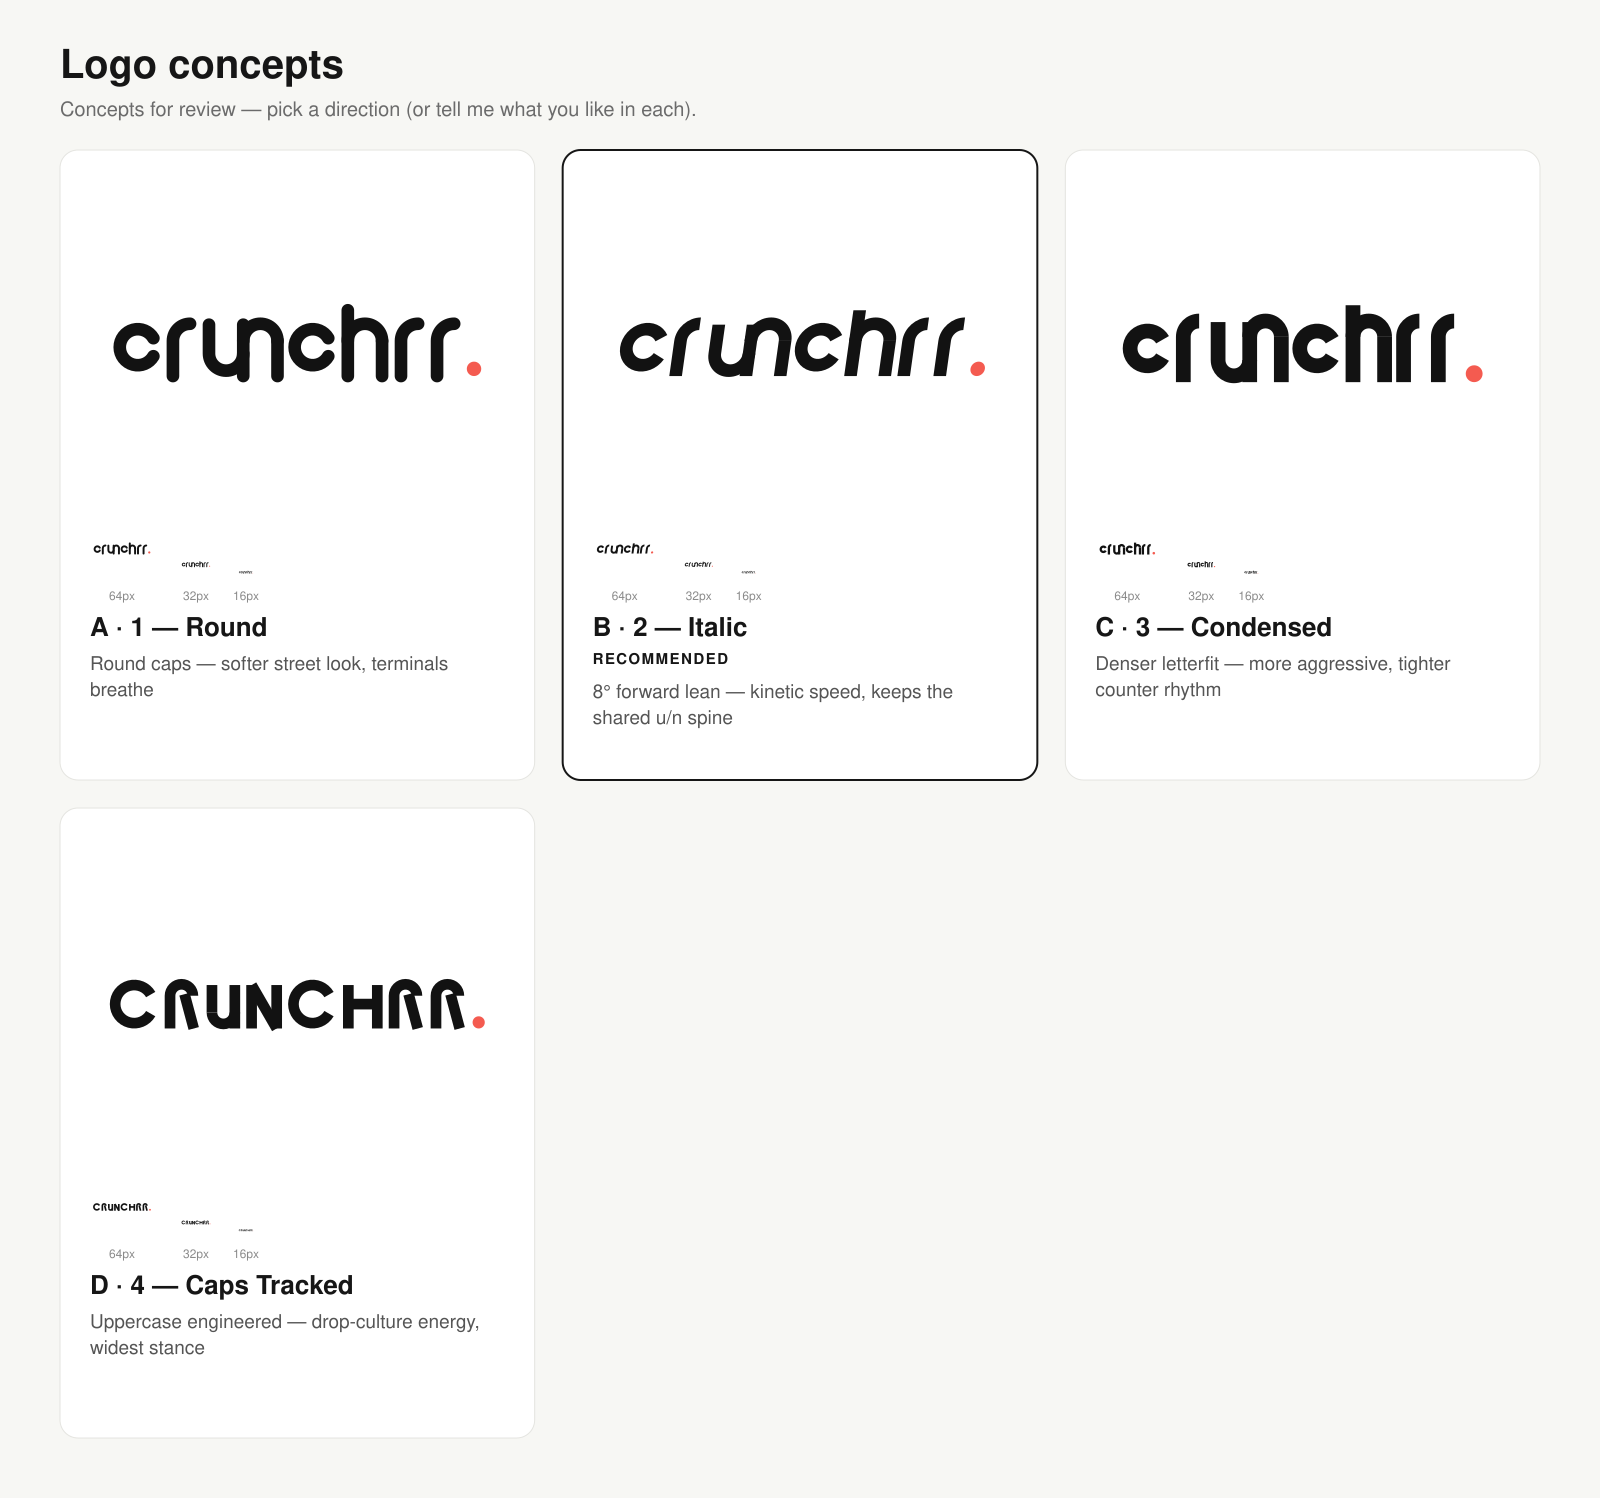 Logo concepts
Concepts for review — pick a direction (or tell me what you like in each).
crunchrr.
crunchrr.
crunchrr.
crunchrr.
crunchrr.
crunchrr.
crunchrr.
crunchrr.
crunchrr.
64px
32px
16px
64px
32px
16px
64px
32px
16px
A · 1 — Round
B · 2 — Italic
C · 3 — Condensed
RECOMMENDED
Round caps — softer street look, terminals
breathe
8° forward lean — kinetic speed, keeps the
shared u/n spine
Denser letterfit — more aggressive, tighter
counter rhythm
CRUNCHRR.
CRUNCHRR.
CRUNCHRR.
64px
32px
16px
D · 4 — Caps Tracked
Uppercase engineered — drop-culture energy,
widest stance